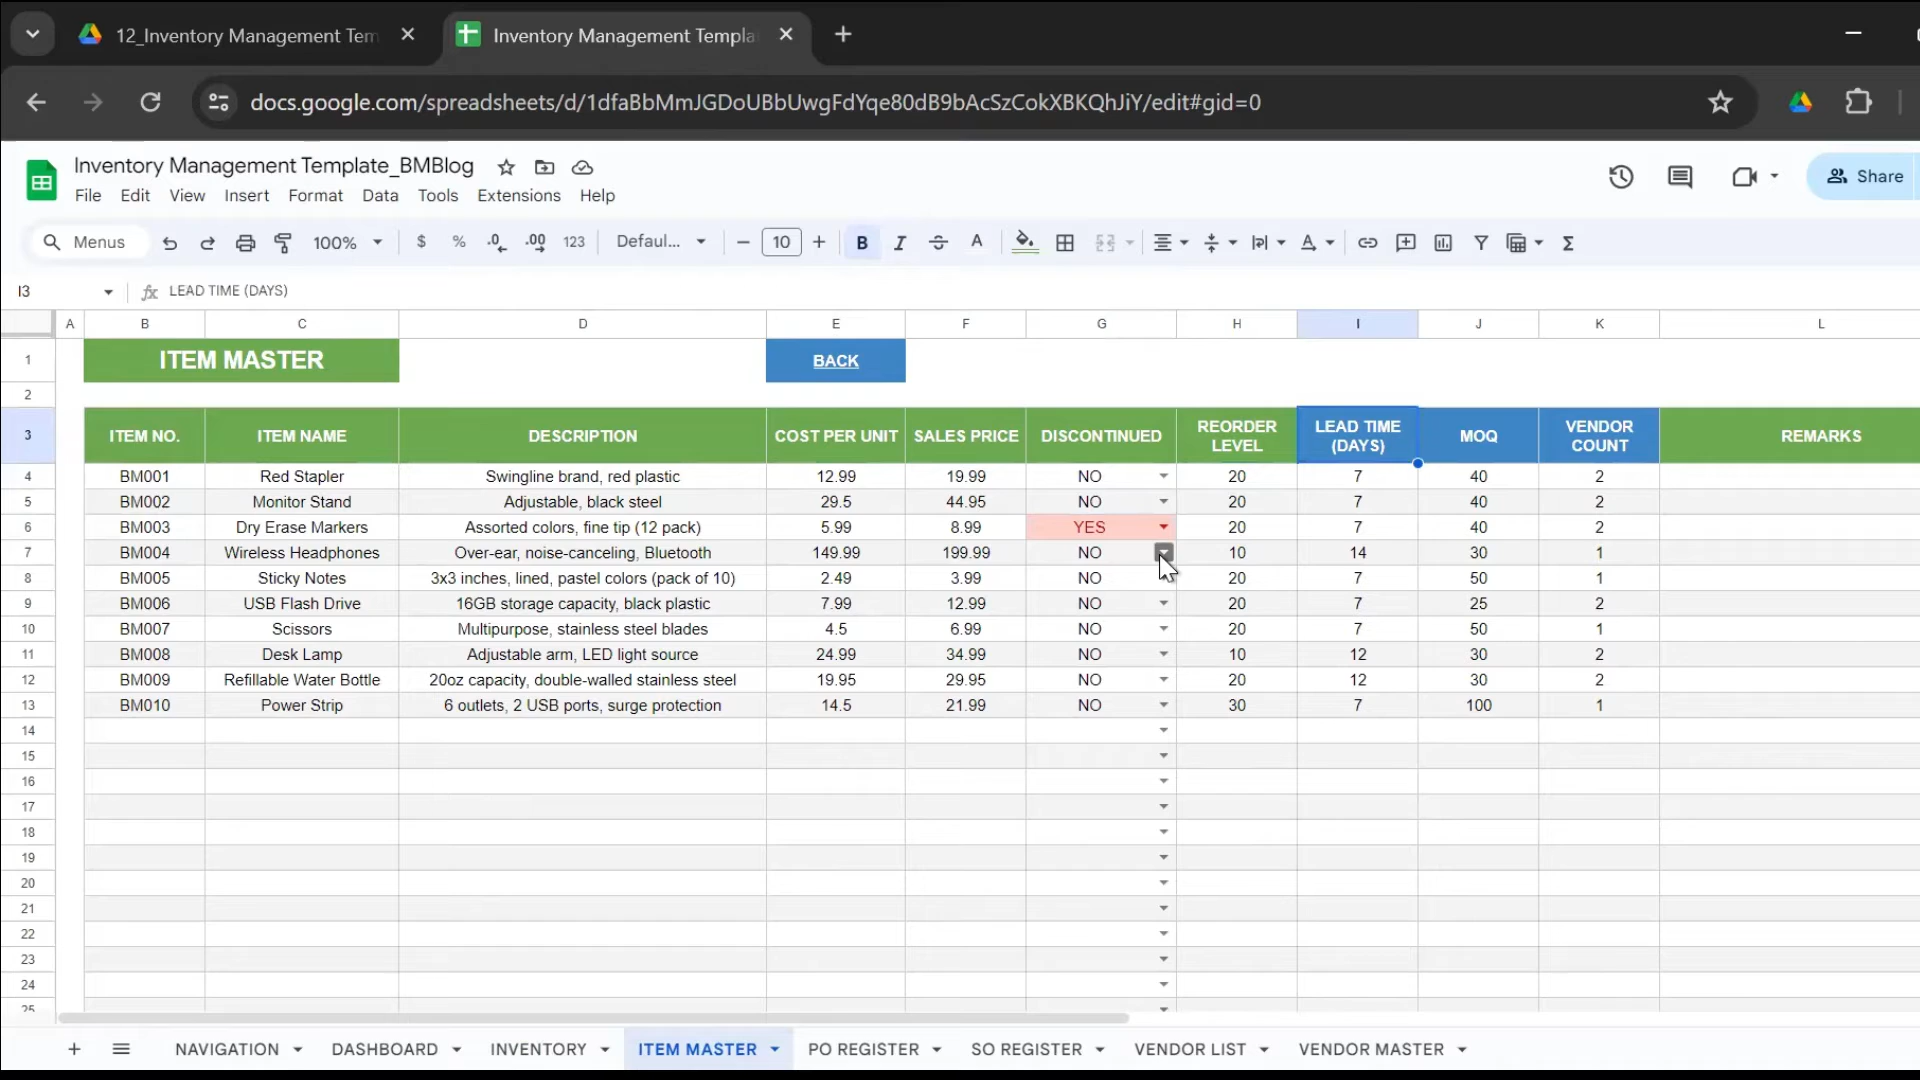 12_Inventory Management Tem
Inventory Management Templa
docs.google.com/spreadsheets/d/1dfaBbMmJGDoUBbUwgFdYqe80dB9bAcSzCokXBKQhJiY/edit#gid=0
Inventory Management Template_BMBlog
File Edit View Insert Format Data Tools Extensions Help
Share
Menus 100% $ % .0 .00 123 Defaul... 10 B I A A Σ
I3 fx LEAD TIME (DAYS)
A B C D E F G H I J K L
1 ITEM MASTER BACK
2
3 ITEM NO. ITEM NAME DESCRIPTION COST PER UNIT SALES PRICE DISCONTINUED REORDER LEVEL LEAD TIME (DAYS) MOQ VENDOR COUNT REMARKS
4 BM001 Red Stapler Swingline brand, red plastic 12.99 19.99 NO 20 7 40 2
5 BM002 Monitor Stand Adjustable, black steel 29.5 44.95 NO 20 7 40 2
6 BM003 Dry Erase Markers Assorted colors, fine tip (12 pack) 5.99 8.99 YES 20 7 40 2
7 BM004 Wireless Headphones Over-ear, noise-canceling, Bluetooth 149.99 199.99 NO 10 14 30 1
8 BM005 Sticky Notes 3x3 inches, lined, pastel colors (pack of 10) 2.49 3.99 NO 20 7 50 1
9 BM006 USB Flash Drive 16GB storage capacity, black plastic 7.99 12.99 NO 20 7 25 2
10 BM007 Scissors Multipurpose, stainless steel blades 4.5 6.99 NO 20 7 50 1
11 BM008 Desk Lamp Adjustable arm, LED light source 24.99 34.99 NO 10 12 30 2
12 BM009 Refillable Water Bottle 20oz capacity, double-walled stainless steel 19.95 29.95 NO 20 12 30 2
13 BM010 Power Strip 6 outlets, 2 USB ports, surge protection 14.5 21.99 NO 30 7 100 1
14
15
16
17
18
19
20
21
22
23
24
25
NAVIGATION DASHBOARD INVENTORY ITEM MASTER PO REGISTER SO REGISTER VENDOR LIST VENDOR MASTER